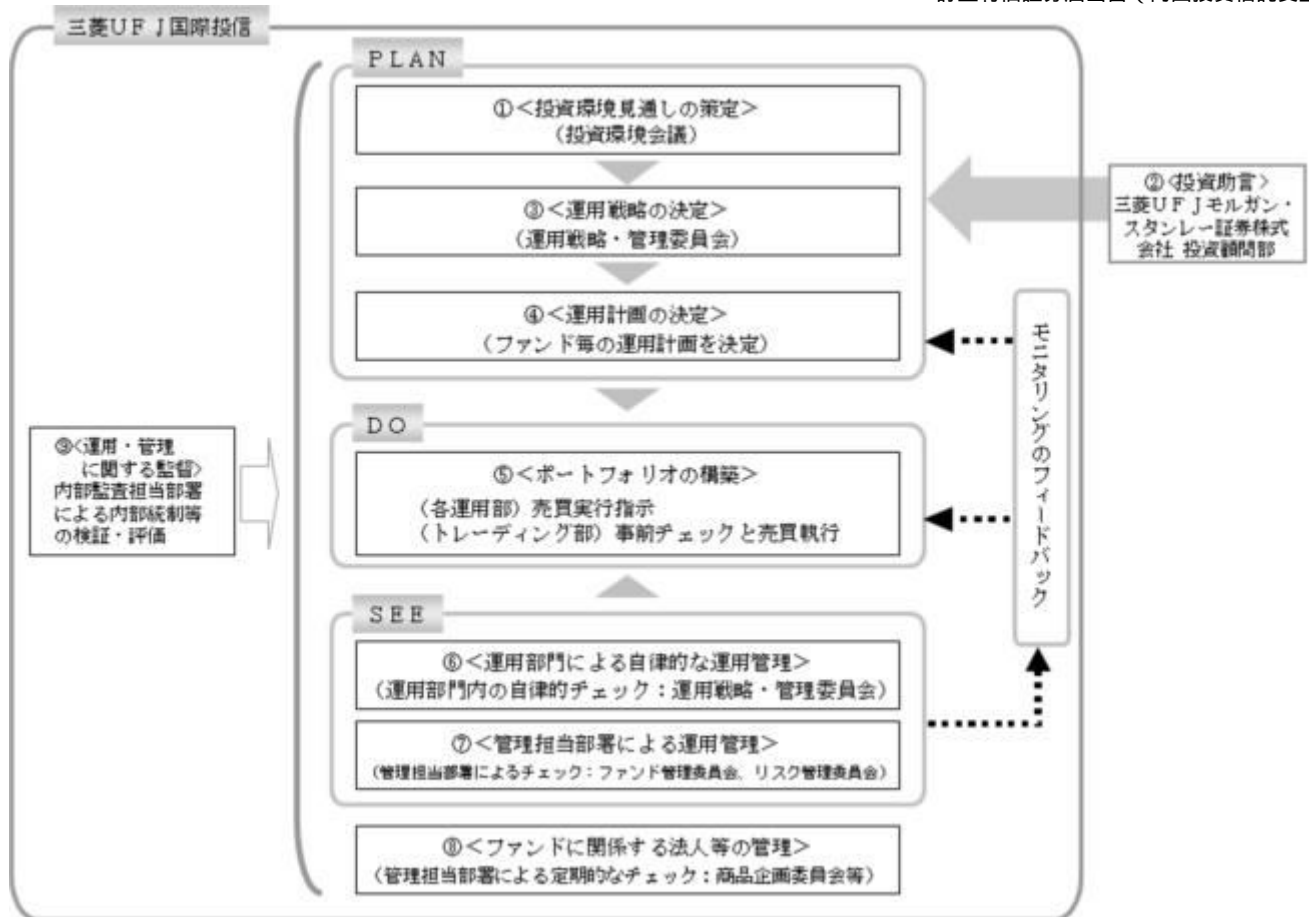 三菱UFJ国際投信
PLAN
①<投資環境見通しの策定>
(投資環境会議)
②<投資助言>
三菱UFJモルガン・
スタンレー証券株式
会社 投資顧問部
③<運用戦略の決定>
(運用戦略・管理委員会)
④<運用計画の決定>
(ファンド毎の運用計画を決定)
モニタリングのフィードバック
DO
⑤<ポートフォリオの構築>
(各運用部)売買実行指示
(トレーディング部)事前チェックと売買執行
⑨<運用・管理
に関する監督>
内部監査担当部署
による内部統制等
の検証・評価
SEE
⑥<運用部門による自律的な運用管理>
(運用部門内の自律的チェック:運用戦略・管理委員会)
⑦<管理担当部署による運用管理>
(管理担当部署によるチェック:ファンド管理委員会、リスク管理委員会)
⑧<ファンドに関係する法人等の管理>
(管理担当部署による定期的なチェック:商品企画委員会等)